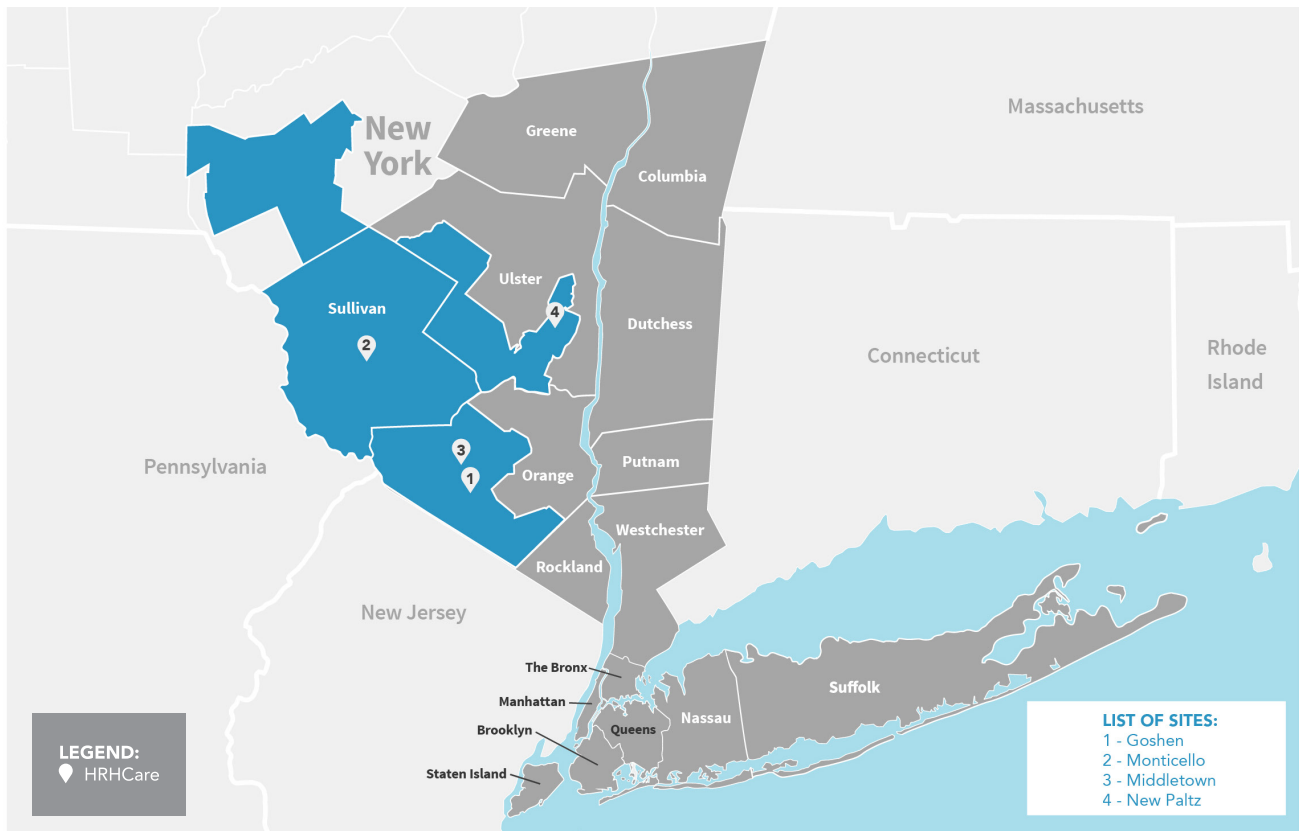 Massachusetts
New
York
Greene
Columbia
Ulster
Sullivan
4
Dutchess
2
Connecticut
Rhode
Island
3
Pennsylvania
Putnam
1
Orange
Westchester
Rockland
New Jersey
The Bronx
Suffolk
Manhattan
Nassau
Brooklyn
Queens
Staten Island
LEGEND:
HRHCare
LIST OF SITES:
1 - Goshen
2 - Monticello
3 - Middletown
4 - New Paltz